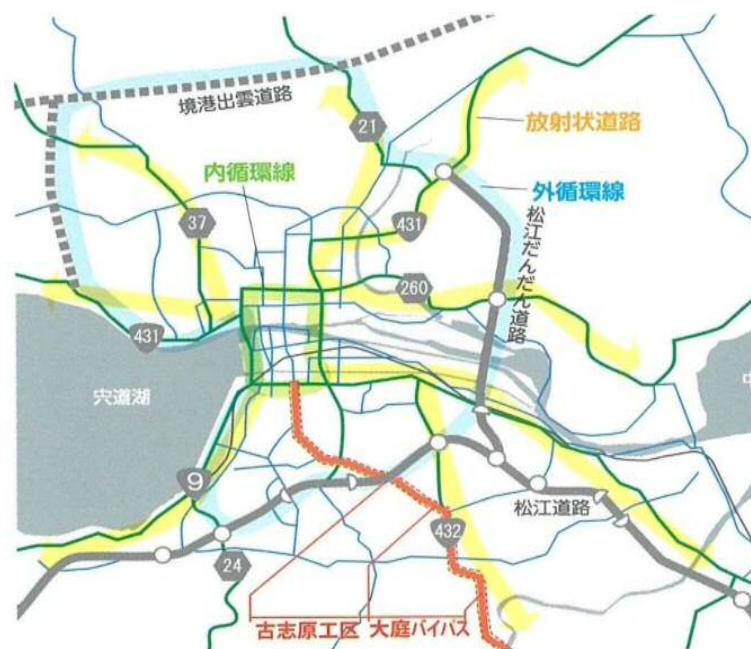 境港出雲道路
21
放射状道路
内循環線
外循環線
37
431
松江だんだん道路
260
431
宍道湖
中
9
松江道路
432
24
古志原工区
大庭バイパス